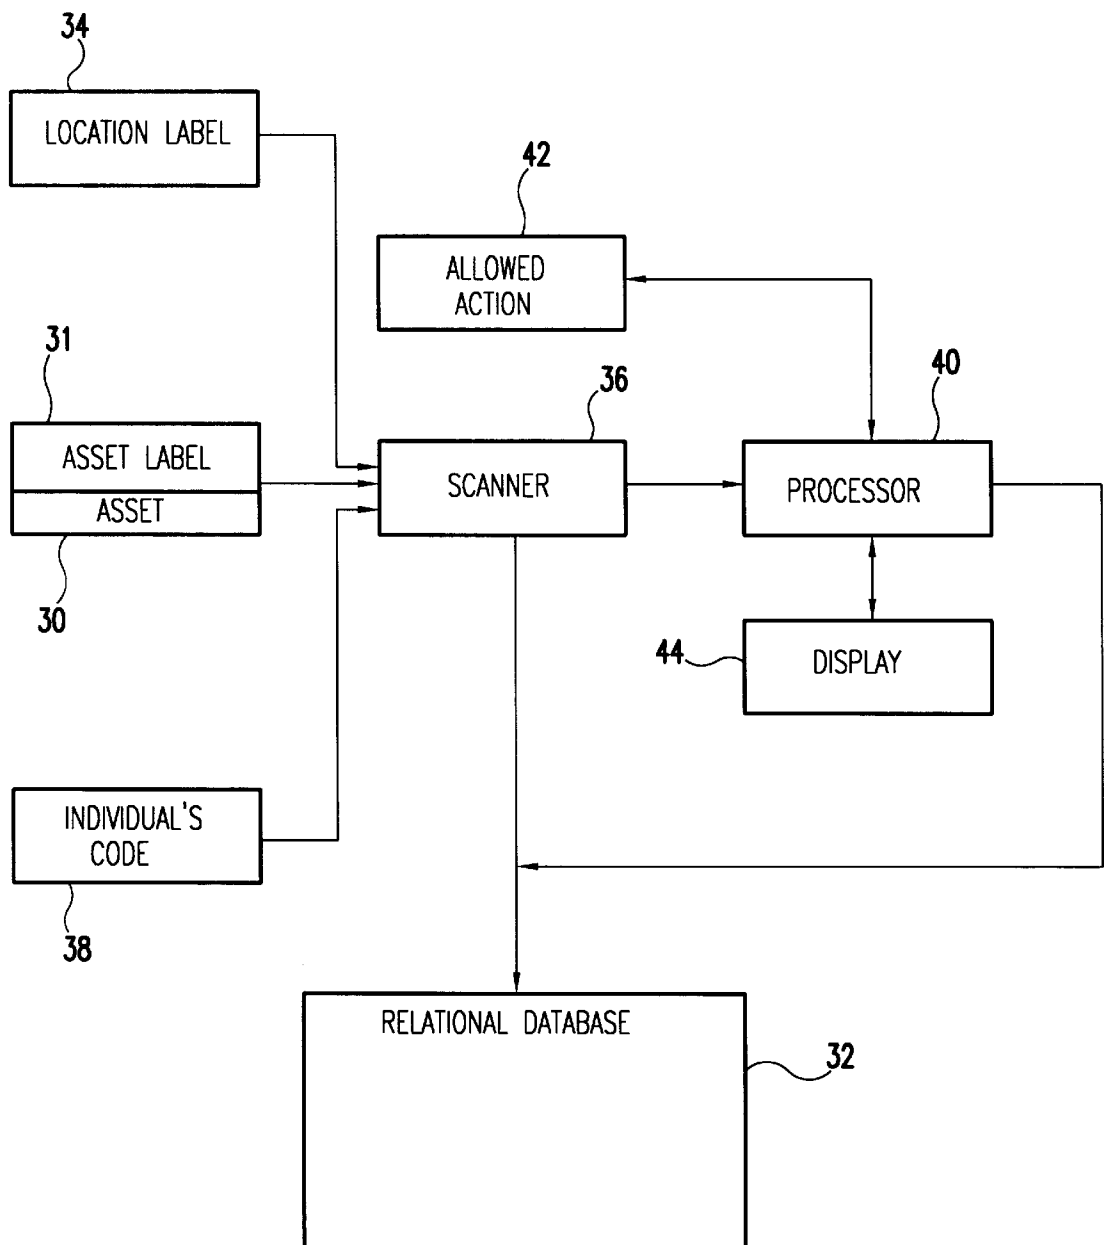 34
LOCATION LABEL
42
ALLOWED
ACTION
31
36
40
ASSET LABEL
ASSET
SCANNER
PROCESSOR
30
44
DISPLAY
INDIVIDUAL'S
CODE
38
RELATIONAL DATABASE
32